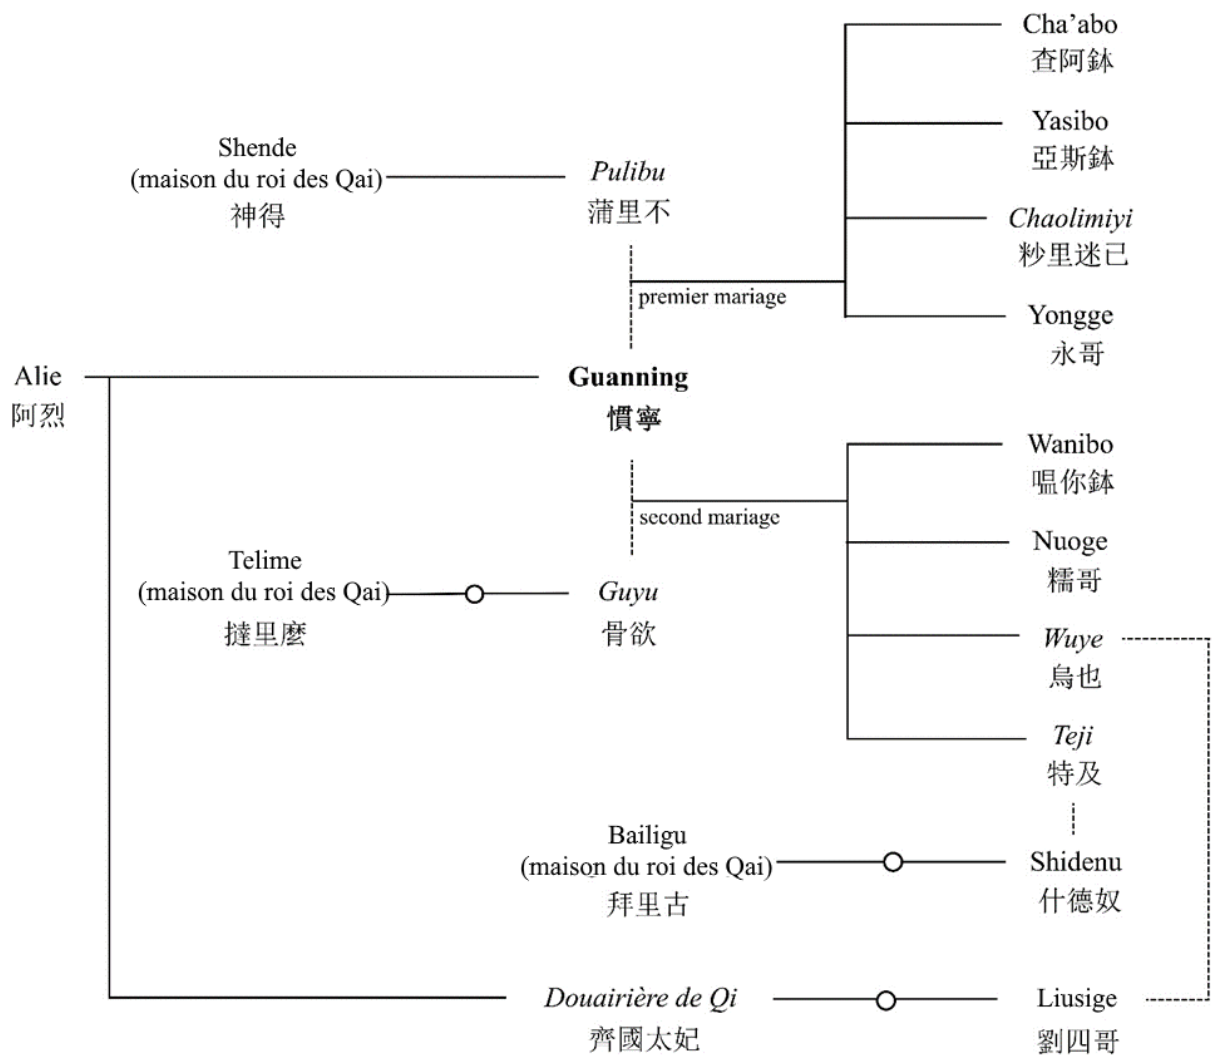 Cha’abo
查阿鉢
Yasibo
亞斯鉢
Shende
(maison du roi des Qai)
神得
Pulibu
蒲里不
Chaolimiyi
粆里迷已
premier mariage
Yongge
永哥
Alie
阿烈
Guanning
慣寧
Wanibo
嗢你鉢
second mariage
Nuoge
糯哥
Telime
(maison du roi des Qai)
撻里麼
Guyu
骨欲
Wuye
烏也
Teji
特及
Bailigu
(maison du roi des Qai)
拜里古
Shidenu
什德奴
Douairière de Qi
齊國太妃
Liusige
劉四哥